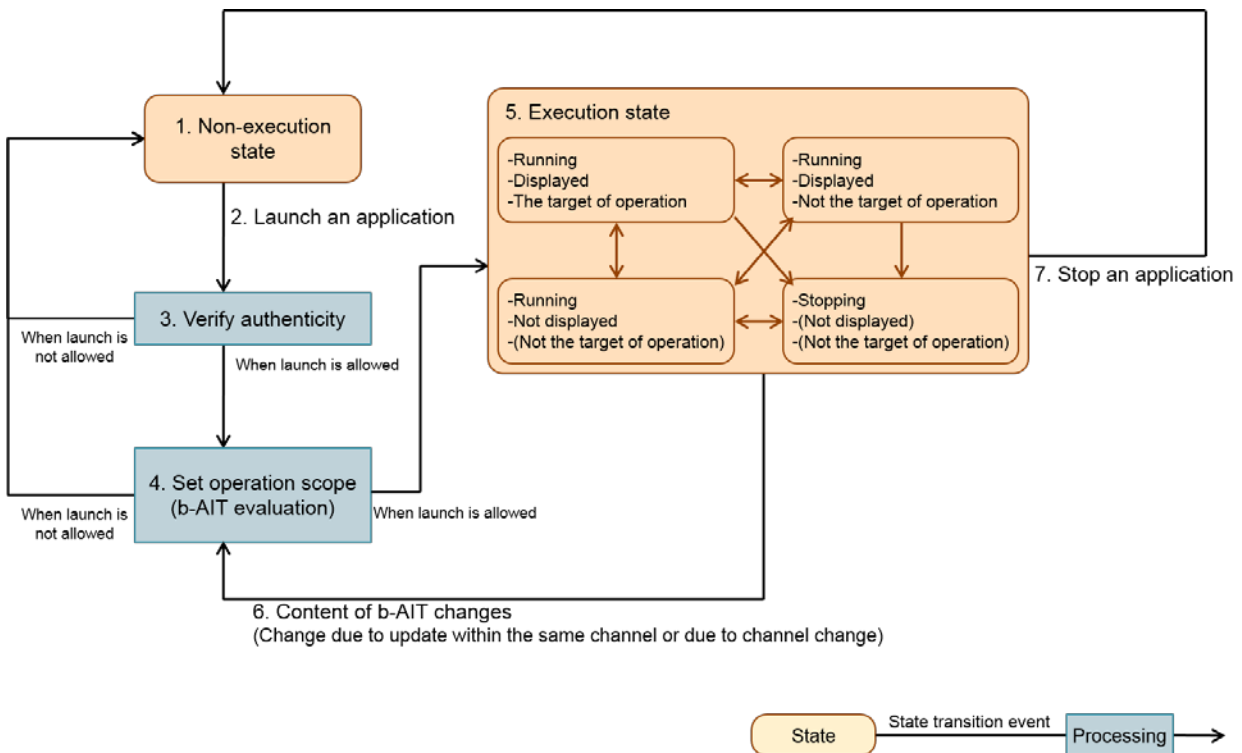 1. Non-execution
state
2. Launch an application
3. Verify authenticity
When launch is
not allowed
When launch is allowed
4. Set operation scope
(b-AIT evaluation)
When launch is
not allowed
When launch is allowed
5. Execution state
-Running
-Displayed
-The target of operation
-Running
-Displayed
-Not the target of operation
-Running
-Not displayed
-(Not the target of operation)
-Stopping
-(Not displayed)
-(Not the target of operation)
7. Stop an application
6. Content of b-AIT changes
(Change due to update within the same channel or due to channel change)
State
State transition event
Processing